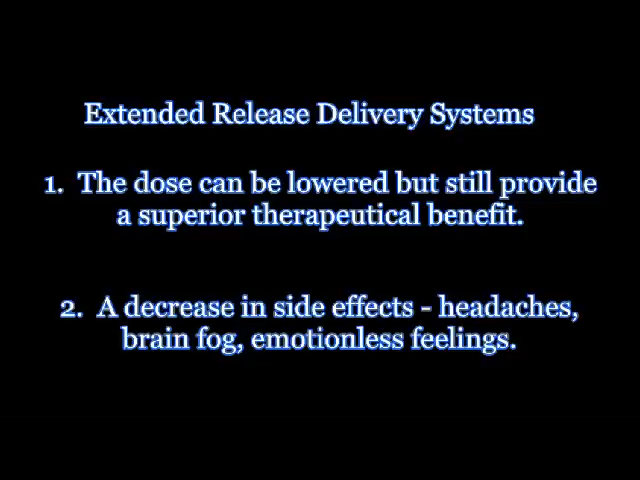 Extended Release Delivery Systems
1. The dose can be lowered but still provide
a superior therapeutical benefit.
2. A decrease in side effects - headaches,
brain fog, emotionless feelings.